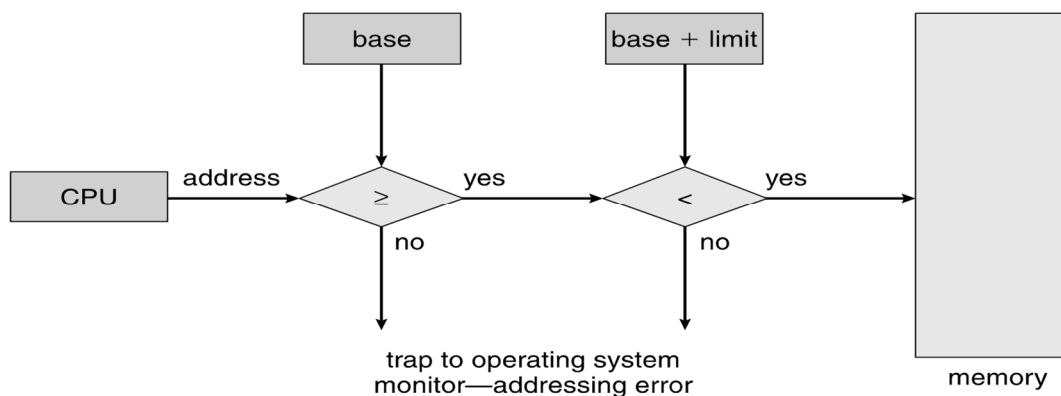 base
base + limit
CPU
address
≥
yes
<
yes
no
no
trap to operating system
monitor—addressing error
memory